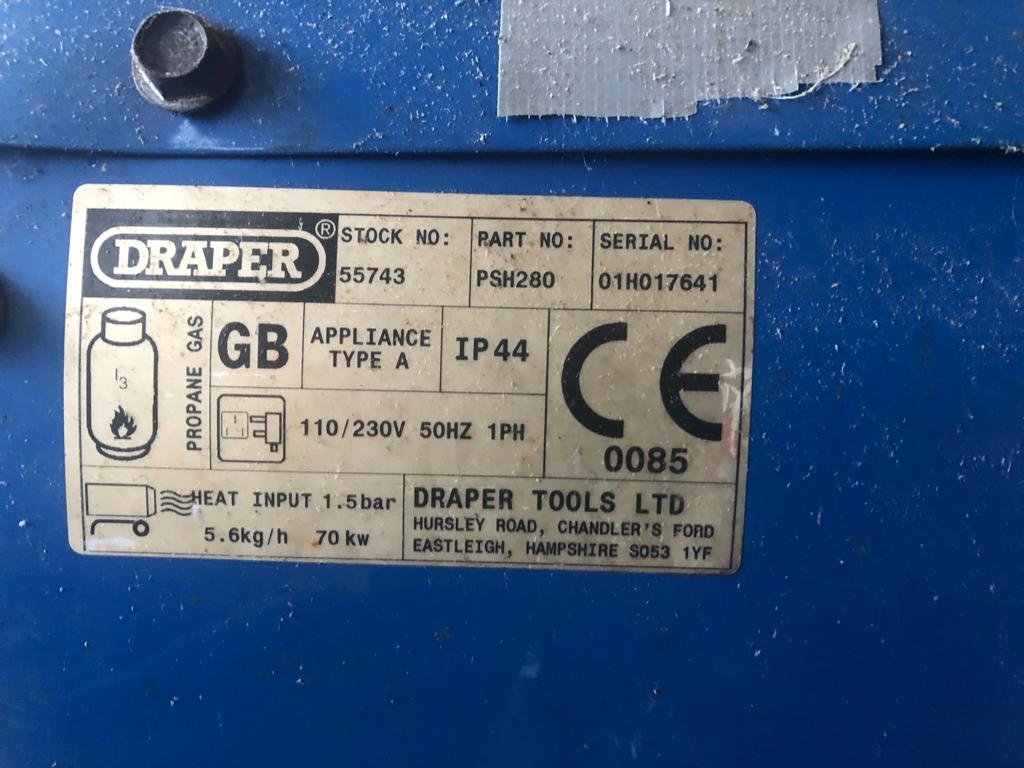 DRAPER®
STOCK NO:
55743
PART NO:
PSH280
SERIAL NO:
01H017641
I3
PROPANE GAS
GB
APPLIANCE
TYPE A
IP44
110/230V 50HZ 1PH
CE
0085
HEAT INPUT 1.5bar
5.6kg/h 70kw
DRAPER TOOLS LTD
HURSLEY ROAD, CHANDLER'S FORD
EASTLEIGH, HAMPSHIRE SO53 1YF